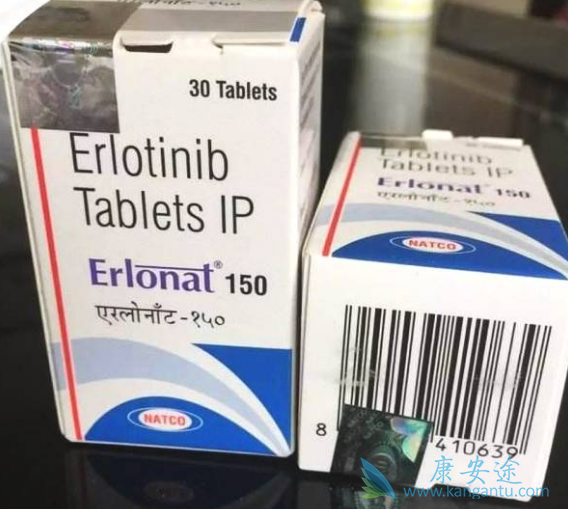 30 Tablets
Erlotinib
Tablets IP
Erlonat® 150
एरलोनाँट-१५०
NATCO
Erlotinib
Tablets IP
Erlonat® 150
एरलोनाँट-१५०
NATCO
8
410639
康安途
www.kangantu.com